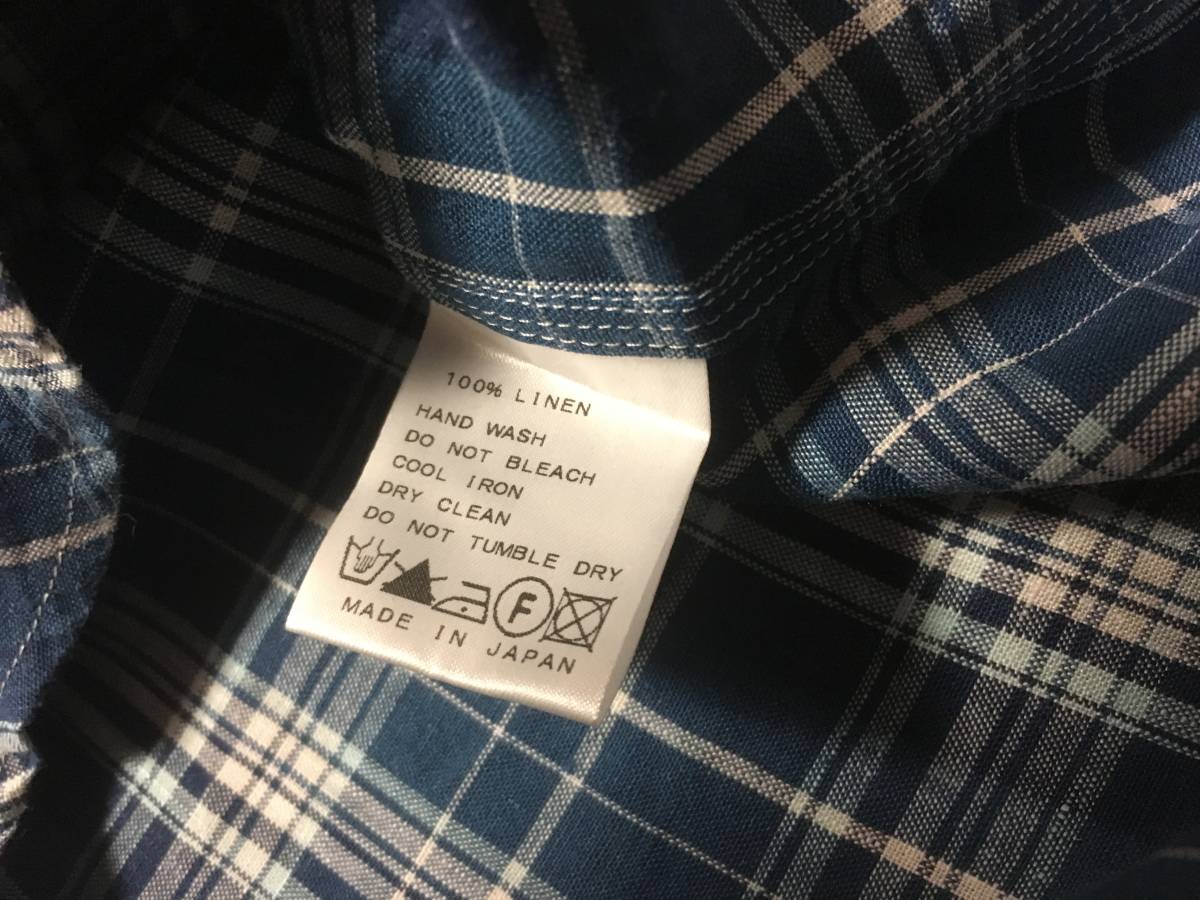 100% LINEN
HAND WASH
DO NOT BLEACH
COOL IRON
DRY CLEAN
DO NOT TUMBLE DRY
F
MADE IN JAPAN